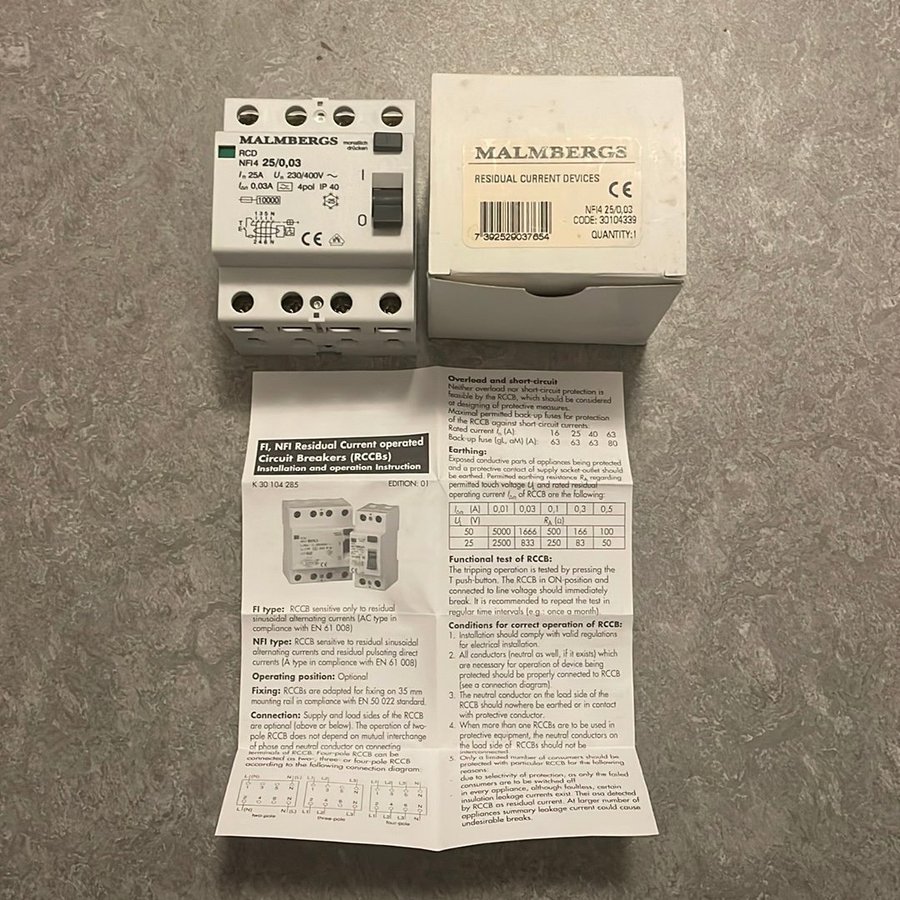 MALMBERGS
monatlich
drücken
RCD
NFI4 25/0,03
In 25A Un 230/400V ~
IΔn 0,03A 4pol IP 40
10000
-25
I
O
1 3 5 N
2 4 6 N
CE
MALMBERGS
RESIDUAL CURRENT DEVICES
CE
NFI4 25/0,03
CODE: 30104339
7 392529037654
QUANTITY:1
FI, NFI Residual Current operated
Circuit Breakers (RCCBs)
Installation and operation Instruction
K 30 104 285 EDITION: 01
FI type: RCCB sensitive only to residual
sinusoidal alternating currents (AC type in
compliance with EN 61 008)
NFI type: RCCB sensitive to residual sinusoidal
alternating currents and residual pulsating direct
currents (A type in compliance with EN 61 008)
Operating position: Optional
Fixing: RCCBs are adapted for fixing on 35 mm
mounting rail in compliance with EN 50 022 standard.
Connection: Supply and load sides of the RCCB
are optional (above or below). The operation of two-
pole RCCB does not depend on mutual interchange
of phase and neutral conductor on connecting
terminals of RCCB. Four-pole RCCB can be
connected as two-, three- or four-pole RCCB
according to the following connection diagram:
two-pole
three-pole
four-pole
Overload and short-circuit
Neither overload nor short-circuit protection is
feasible by the RCCB, which should be considered
at designing of protective measures.
Maximal permitted back-up fuses for protection
of the RCCB against short circuit currents:
Rated current In (A): 16 25 40 63
Back-up fuse (gL, aM) (A): 63 63 63 80
Earthing:
Exposed conductive parts of appliances being protected
and a protective contact of supply socket-outlet should
be earthed. Permitted earthing resistance RA regarding
permitted touch voltage UL and rated residual
operating current IΔn of RCCB are the following:
IΔn (A) 0,01 0,03 0,1 0,3 0,5
UL (V) RA (Ω)
50 5000 1666 500 166 100
25 2500 833 250 83 50
Functional test of RCCB:
The tripping operation is tested by pressing the
T push-button. The RCCB in ON-position and
connected to line voltage should immediately
break. It is recommended to repeat the test in
regular time intervals (e.g.: once a month).
Conditions for correct operation of RCCB:
1. Installation should comply with valid regulations
for electrical installation.
2. All conductors (neutral as well, if it exists) which
are necessary for operation of device being
protected should be properly connected to RCCB
(see a connection diagram).
3. The neutral conductor on the load side of the
RCCB should nowhere be earthed or in contact
with protective conductor.
4. When more than one RCCBs are to be used in
protective equipment, the neutral conductors on
the load side of RCCBs should not be
interconnected.
5. Only a limited number of consumers should be
protected with particular RCCB for the following
reasons:
due to selectivity of protection, as only the failed
consumers are to be switched off
in every appliance, although faultless, certain
insulation leakage currents exist. Thei asa detected
by RCCB as residual current. At larger number of
appliances summary leakage current could cause
undesirable breaks.